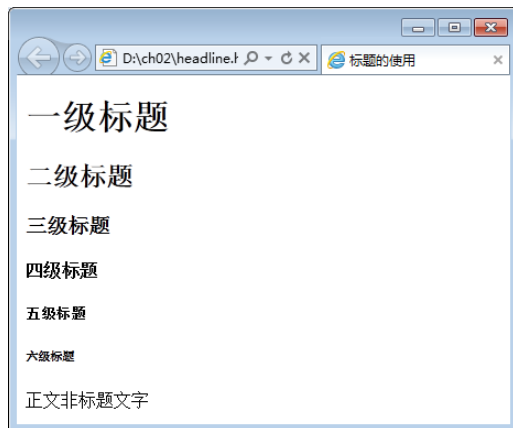 D:\ch02\headline.h
标题的使用
一级标题
二级标题
三级标题
四级标题
五级标题
六级标题
正文非标题文字